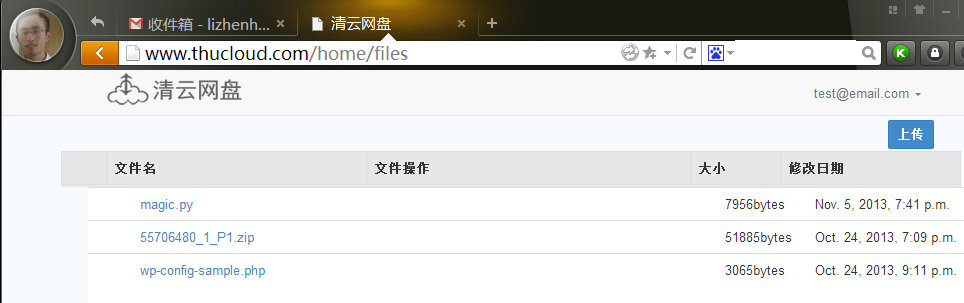 收件箱 - lizhenh...
清云网盘
www.thucloud.com/home/files
清云网盘
test@email.com
上传
文件名 文件操作 大小 修改日期
magic.py 7956bytes Nov. 5, 2013, 7:41 p.m.
55706480_1_P1.zip 51885bytes Oct. 24, 2013, 7:09 p.m.
wp-config-sample.php 3065bytes Oct. 24, 2013, 9:11 p.m.